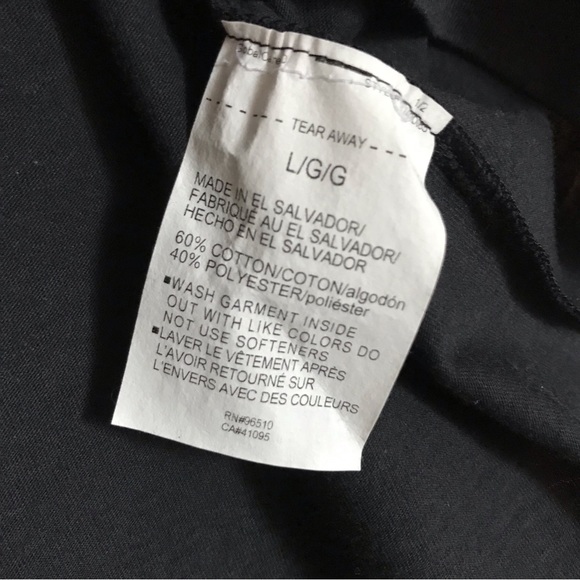 TEAR AWAY
L/G/G
MADE IN EL SALVADOR/
FABRIQUÉ AU EL SALVADOR/
HECHO EN EL SALVADOR
60% COTTON/COTON/algodón
40% POLYESTER/poliéster
▪WASH GARMENT INSIDE
OUT WITH LIKE COLORS DO
NOT USE SOFTENERS
▪LAVER LE VÊTEMENT APRÈS
L'AVOIR RETOURNÉ SUR
L'ENVERS AVEC DES COULEURS
RN#96510
CA#41095